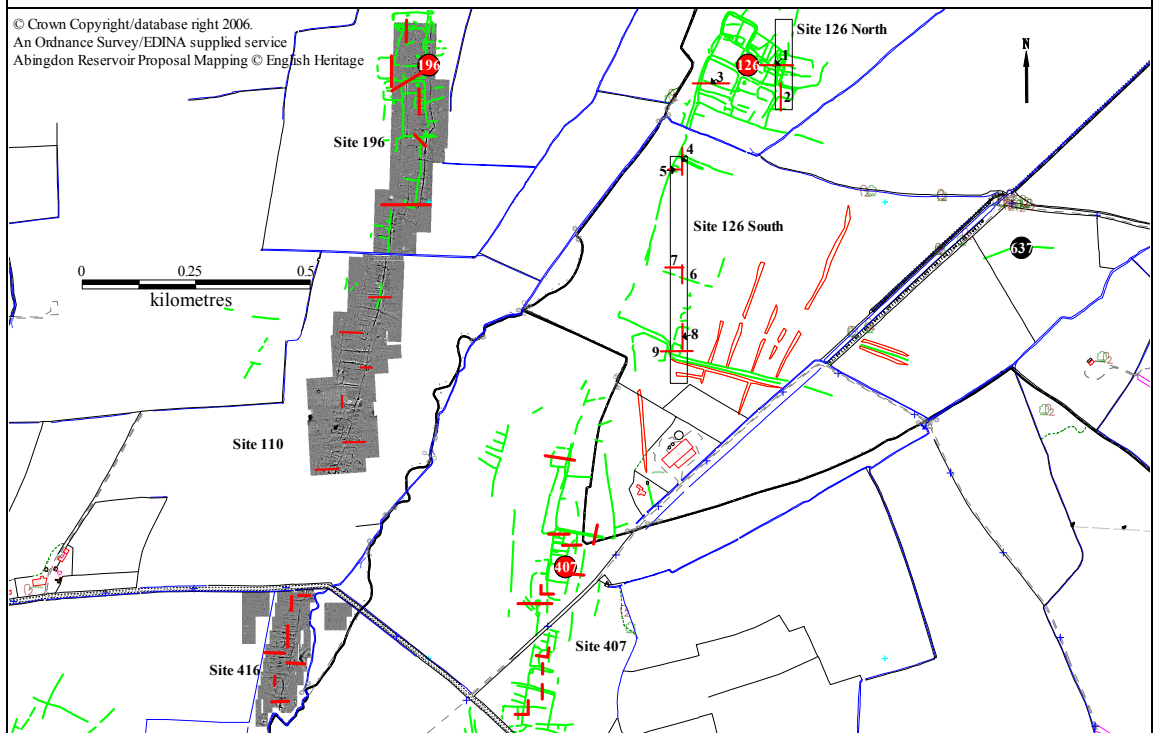 © Crown Copyright/database right 2006.
An Ordnance Survey/EDINA supplied service
Abingdon Reservoir Proposal Mapping © English Heritage
Site 126 North
N
196
126
1
3
2
Site 196
4
5
Site 126 South
637
0 0.25 0.5
kilometres
7
6
8
9
Site 110
407
Site 407
Site 416